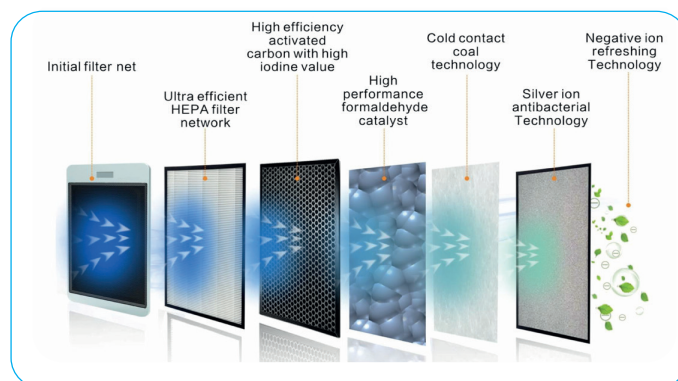 Initial filter net
Ultra efficient
HEPA filter
network
High efficiency
activated
carbon with high
iodine value
High
performance
formaldehyde
catalyst
Cold contact
coal
technology
Silver ion
antibacterial
Technology
Negative ion
refreshing
Technology